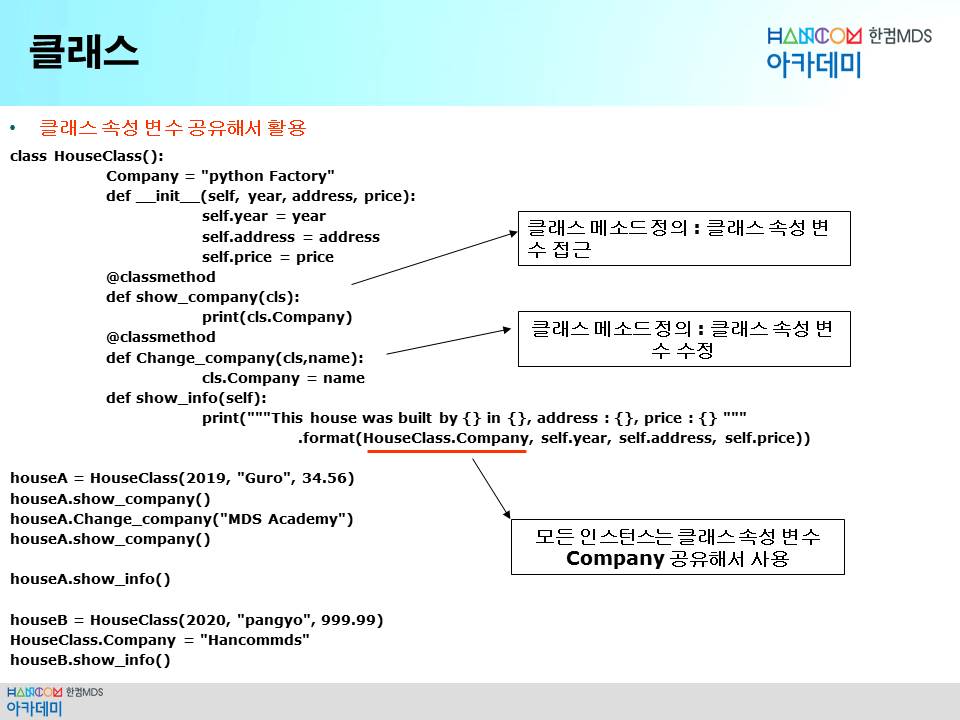 클래스
HANCOM 한컴MDS
아카데미
• 클래스 속성 변수 공유해서 활용
class HouseClass():
Company = "python Factory"
def __init__(self, year, address, price):
self.year = year
self.address = address
self.price = price
@classmethod
def show_company(cls):
print(cls.Company)
@classmethod
def Change_company(cls,name):
cls.Company = name
def show_info(self):
print("""This house was built by {} in {}, address : {}, price : {} """
.format(HouseClass.Company, self.year, self.address, self.price))
클래스 메소드 정의 : 클래스 속성 변
수 접근
클래스 메소드 정의 : 클래스 속성 변
수 수정
houseA = HouseClass(2019, "Guro", 34.56)
houseA.show_company()
houseA.Change_company("MDS Academy")
houseA.show_company()
houseA.show_info()
모든 인스턴스는 클래스 속성 변수
Company 공유해서 사용
houseB = HouseClass(2020, "pangyo", 999.99)
HouseClass.Company = "Hancommds"
houseB.show_info()
HANCOM 한컴MDS
아카데미